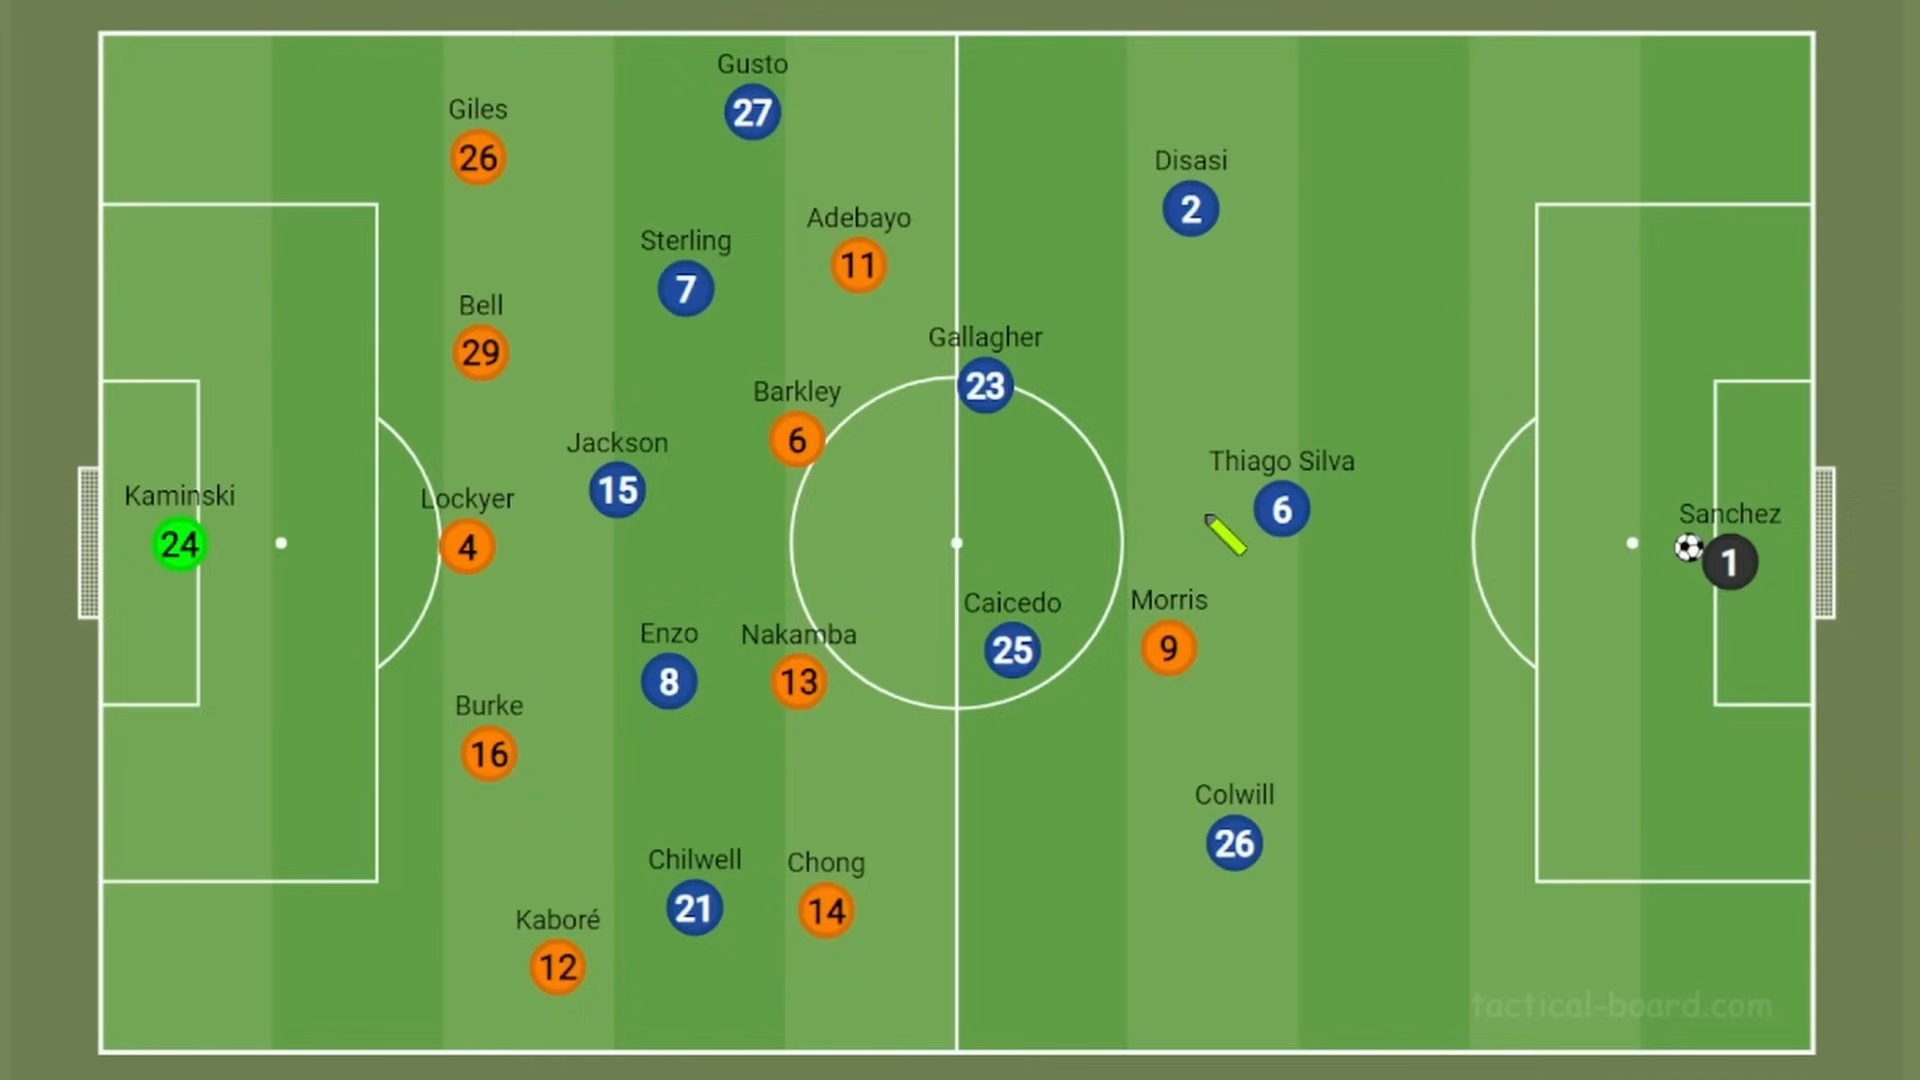 Gusto
27
Giles
26
Disasi
2
Adebayo
11
Sterling
7
Bell
29
Gallagher
23
Barkley
6
Jackson
15
Thiago Silva
6
Kaminski
24
Lockyer
4
Sanchez
1
Enzo
8
Nakamba
13
Caicedo
25
Morris
9
Burke
16
Colwill
26
Chilwell
21
Chong
14
Kaboré
12
tactical-board.com